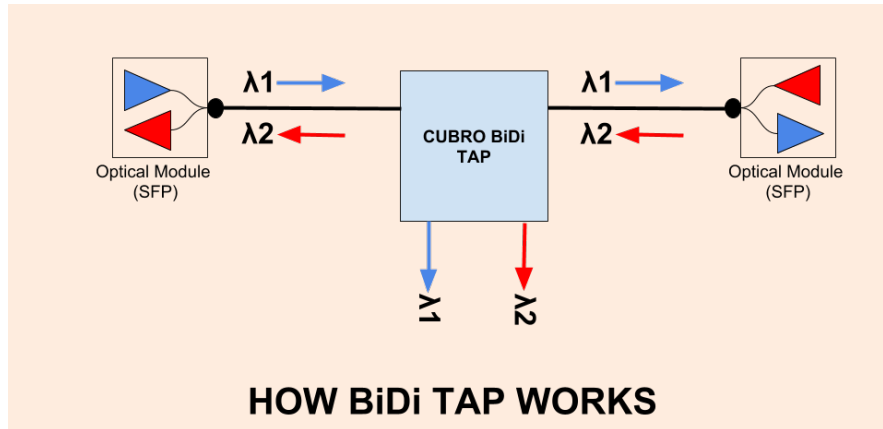 λ1
λ1
λ2
λ2
CUBRO BiDi
TAP
Optical Module
(SFP)
Optical Module
(SFP)
λ1
λ2
HOW BiDi TAP WORKS